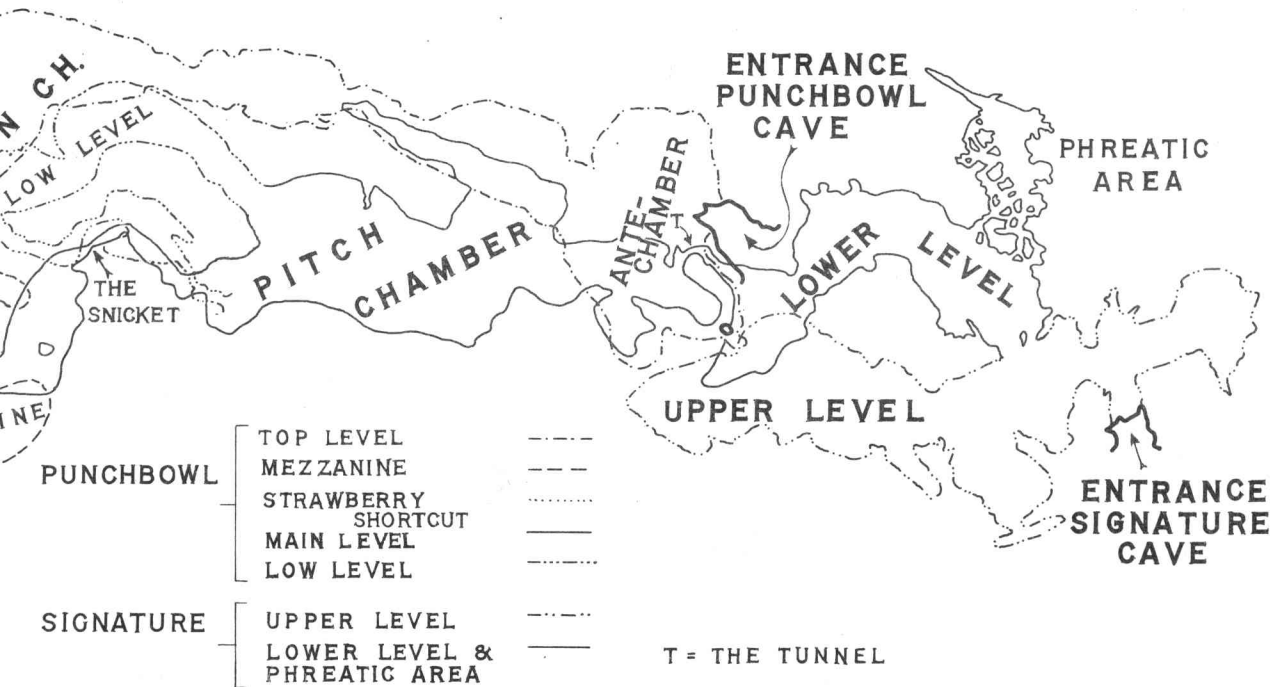 N CH.
LOW LEVEL
THE
SNICKET
INE
PITCH
CHAMBER
ANTE-
CHAMBER
T
ENTRANCE
PUNCHBOWL
CAVE
PHREATIC
AREA
LOWER LEVEL
UPPER LEVEL
ENTRANCE
SIGNATURE
CAVE
PUNCHBOWL
TOP LEVEL
MEZZANINE
STRAWBERRY
SHORTCUT
MAIN LEVEL
LOW LEVEL
SIGNATURE
UPPER LEVEL
LOWER LEVEL &
PHREATIC AREA
T = THE TUNNEL